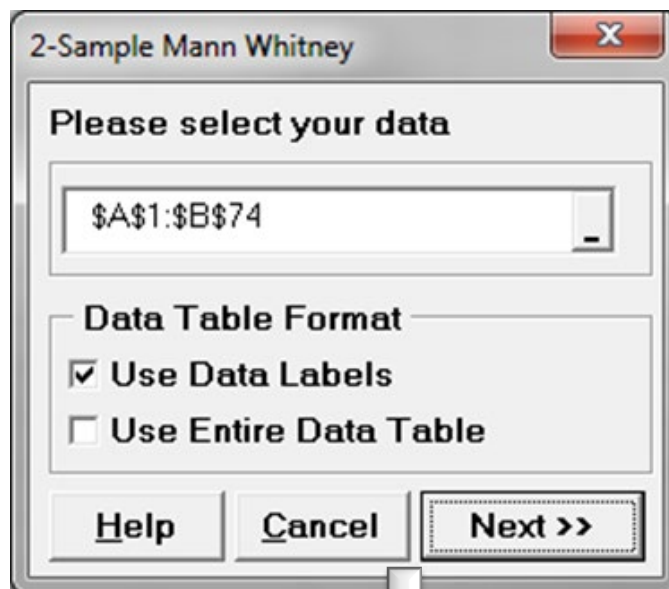 2-Sample Mann Whitney
Please select your data
$A$1:$B$74
Data Table Format
Use Data Labels
Use Entire Data Table
Help Cancel Next >>